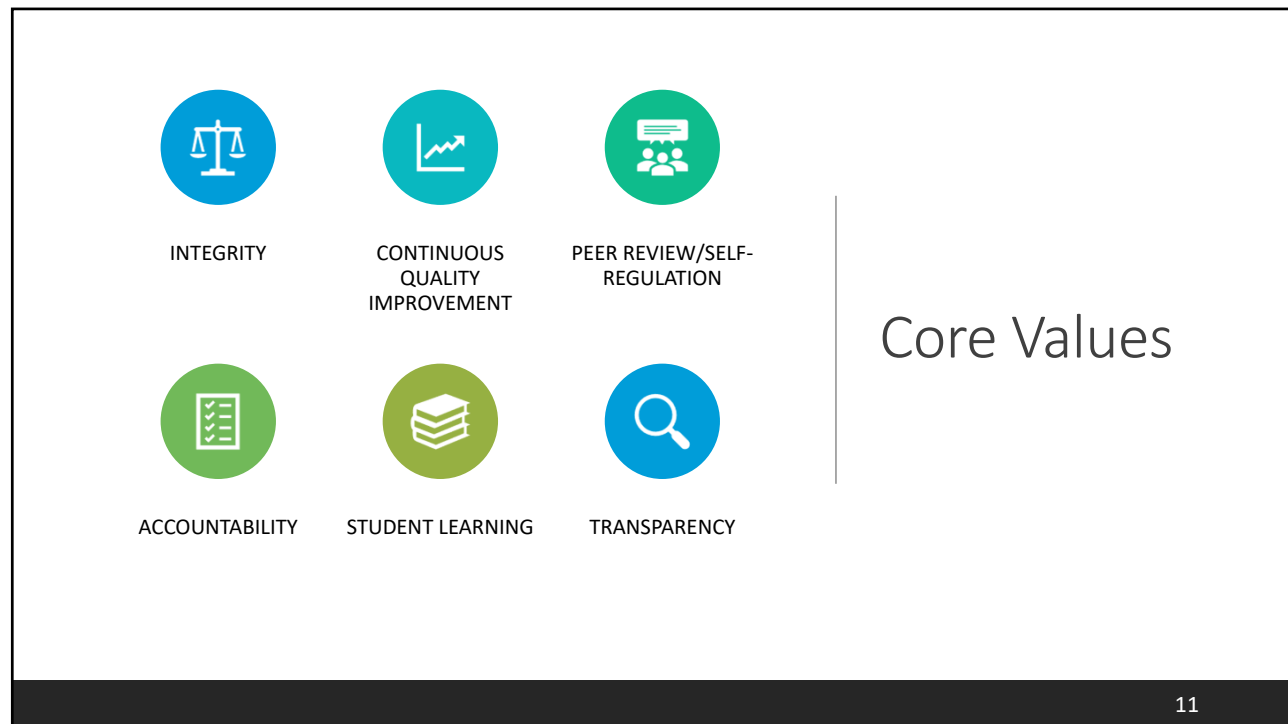 INTEGRITY
CONTINUOUS
QUALITY
IMPROVEMENT
PEER REVIEW/SELF-
REGULATION
ACCOUNTABILITY
STUDENT LEARNING
TRANSPARENCY
Core Values
11